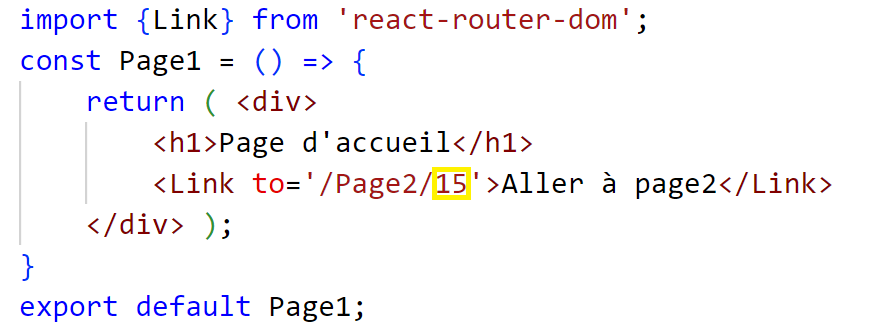 import {Link} from 'react-router-dom';
const Page1 = () => {
return ( <div>
<h1>Page d'accueil</h1>
<Link to='/Page2/15'>Aller à page2</Link>
</div> );
}
export default Page1;